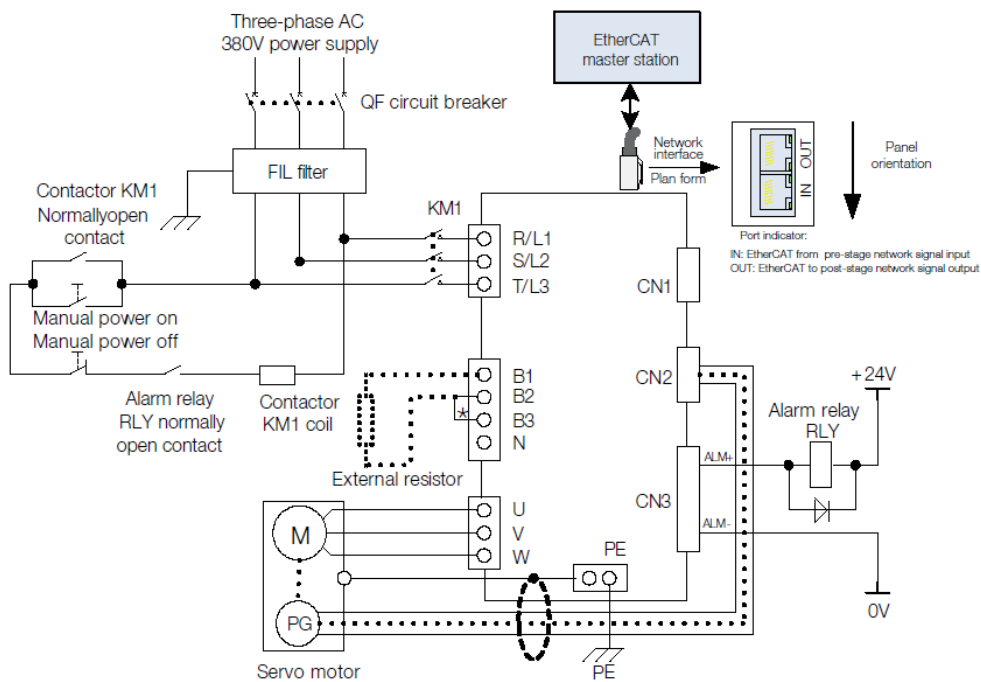 Three-phase AC
380V power supply
QF circuit breaker
FIL filter
EtherCAT
master station
Network
interface
Plan form
OUT
IN
Panel
orientation
Port indicator:
IN: EtherCAT from pre-stage network signal input
OUT: EtherCAT to post-stage network signal output
Contactor KM1
Normallyopen
contact
KM1
R/L1
S/L2
T/L3
Manual power on
Manual power off
Alarm relay
RLY normally
open contact
Contactor
KM1 coil
B1
B2
*
B3
N
External resistor
CN1
CN2
CN3
ALM+
ALM-
+24V
Alarm relay
RLY
0V
U
V
W
M
PG
Servo motor
PE
PE